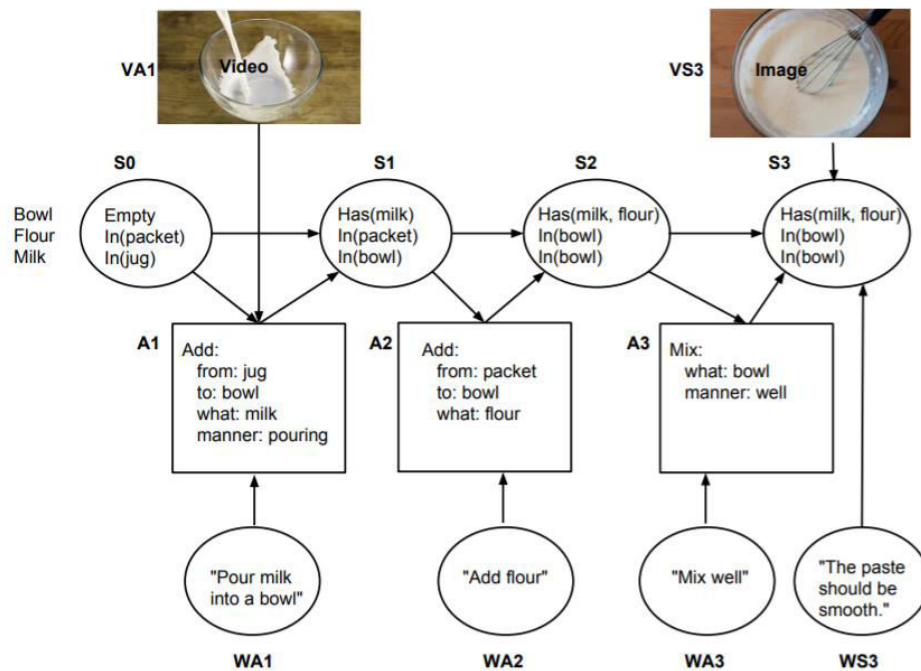 VA1
Video
VS3
Image
S0
S1
S2
S3
Bowl
Flour
Milk
Empty
In(packet)
In(jug)
Has(milk)
In(packet)
In(bowl)
Has(milk, flour)
In(bowl)
In(bowl)
Has(milk, flour)
In(bowl)
In(bowl)
A1
Add:
from: jug
to: bowl
what: milk
manner: pouring
A2
Add:
from: packet
to: bowl
what: flour
A3
Mix:
what: bowl
manner: well
"Pour milk
into a bowl"
"Add flour"
"Mix well"
"The paste
should be
smooth."
WA1
WA2
WA3
WS3